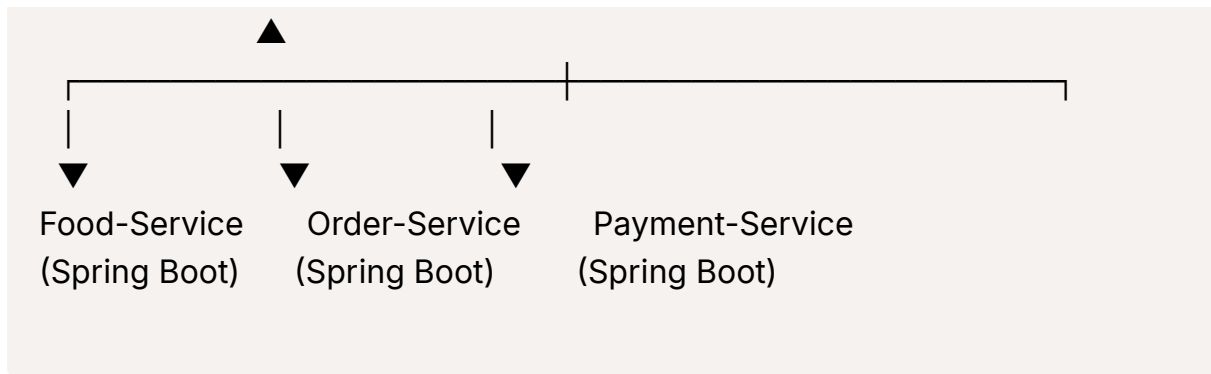 ▲
┌──────────────────────┼──────────────────────┐
│ │ │
▼ ▼ ▼
Food-Service Order-Service Payment-Service
(Spring Boot) (Spring Boot) (Spring Boot)